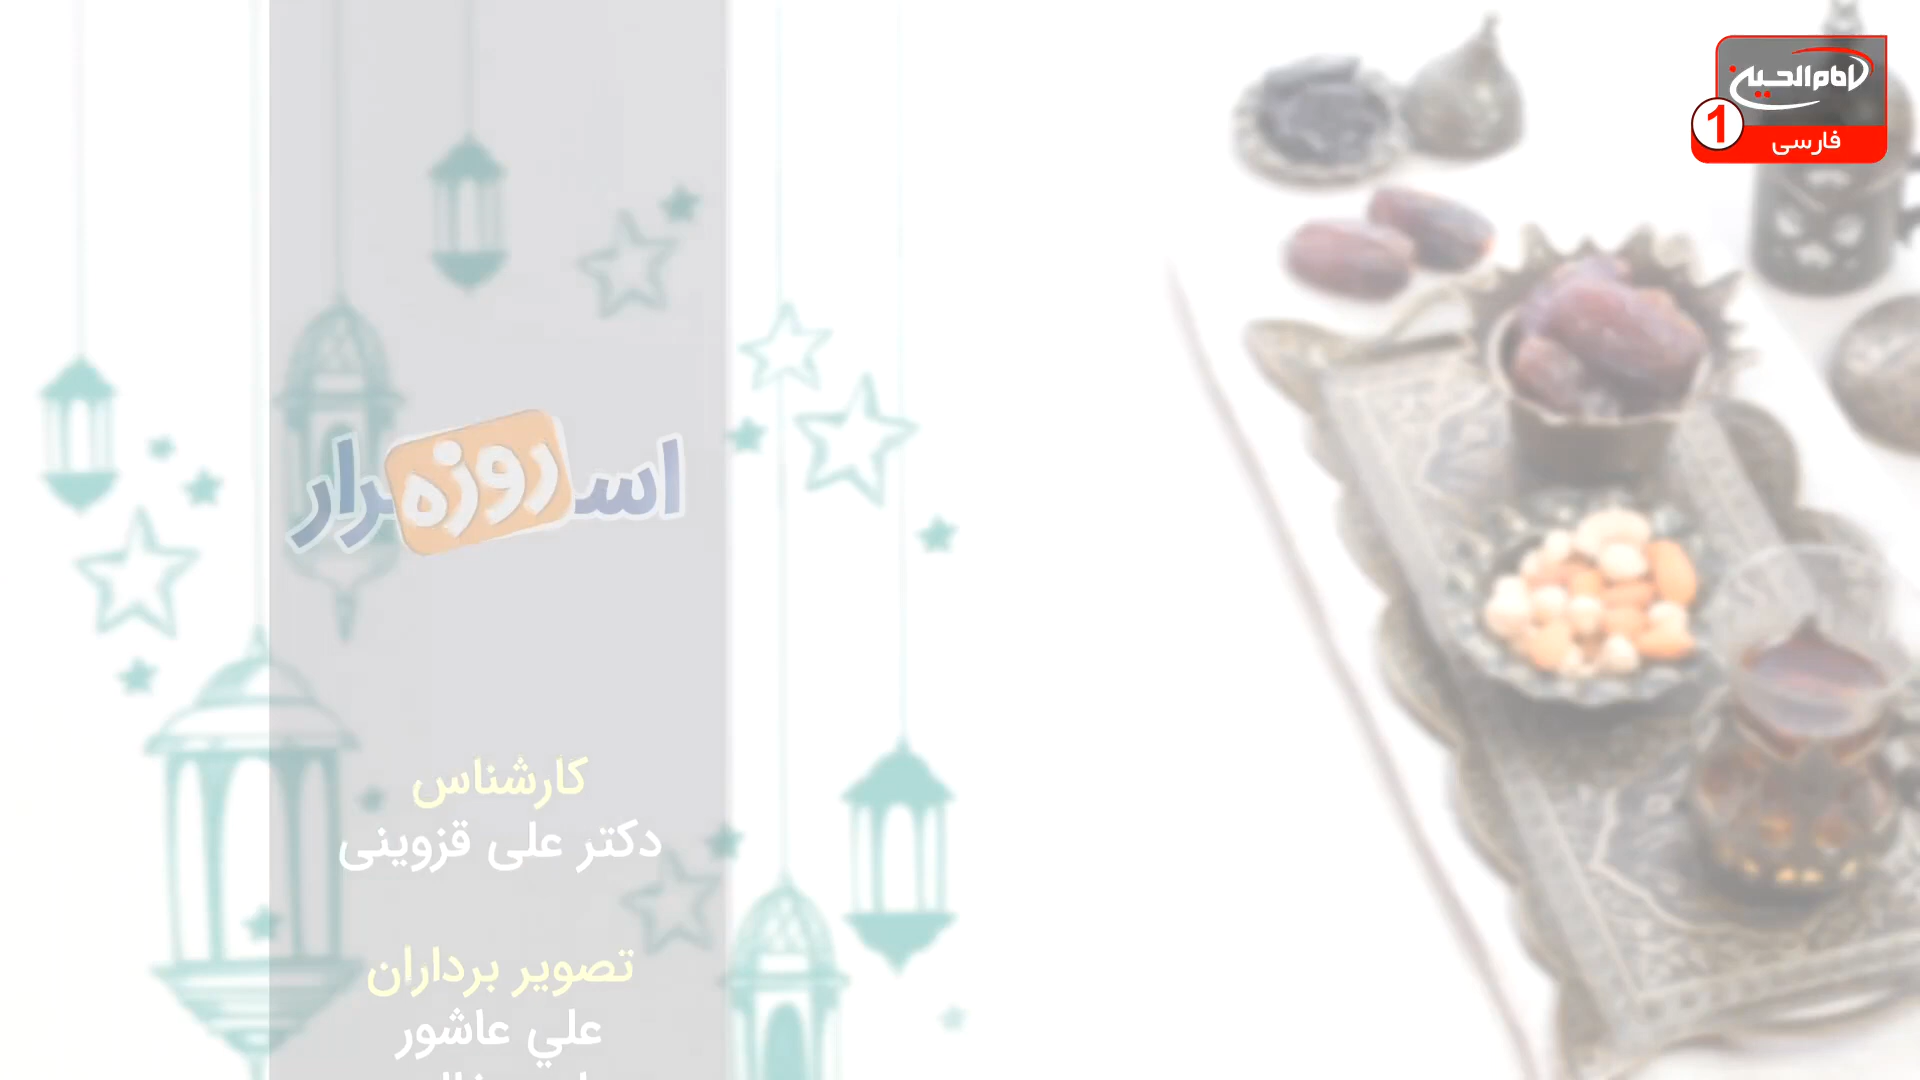 امام الحسین
1
فارسی
اسرار روزه
کارشناس
دکتر علی قزوینی
تصویر برداران
علي عاشور